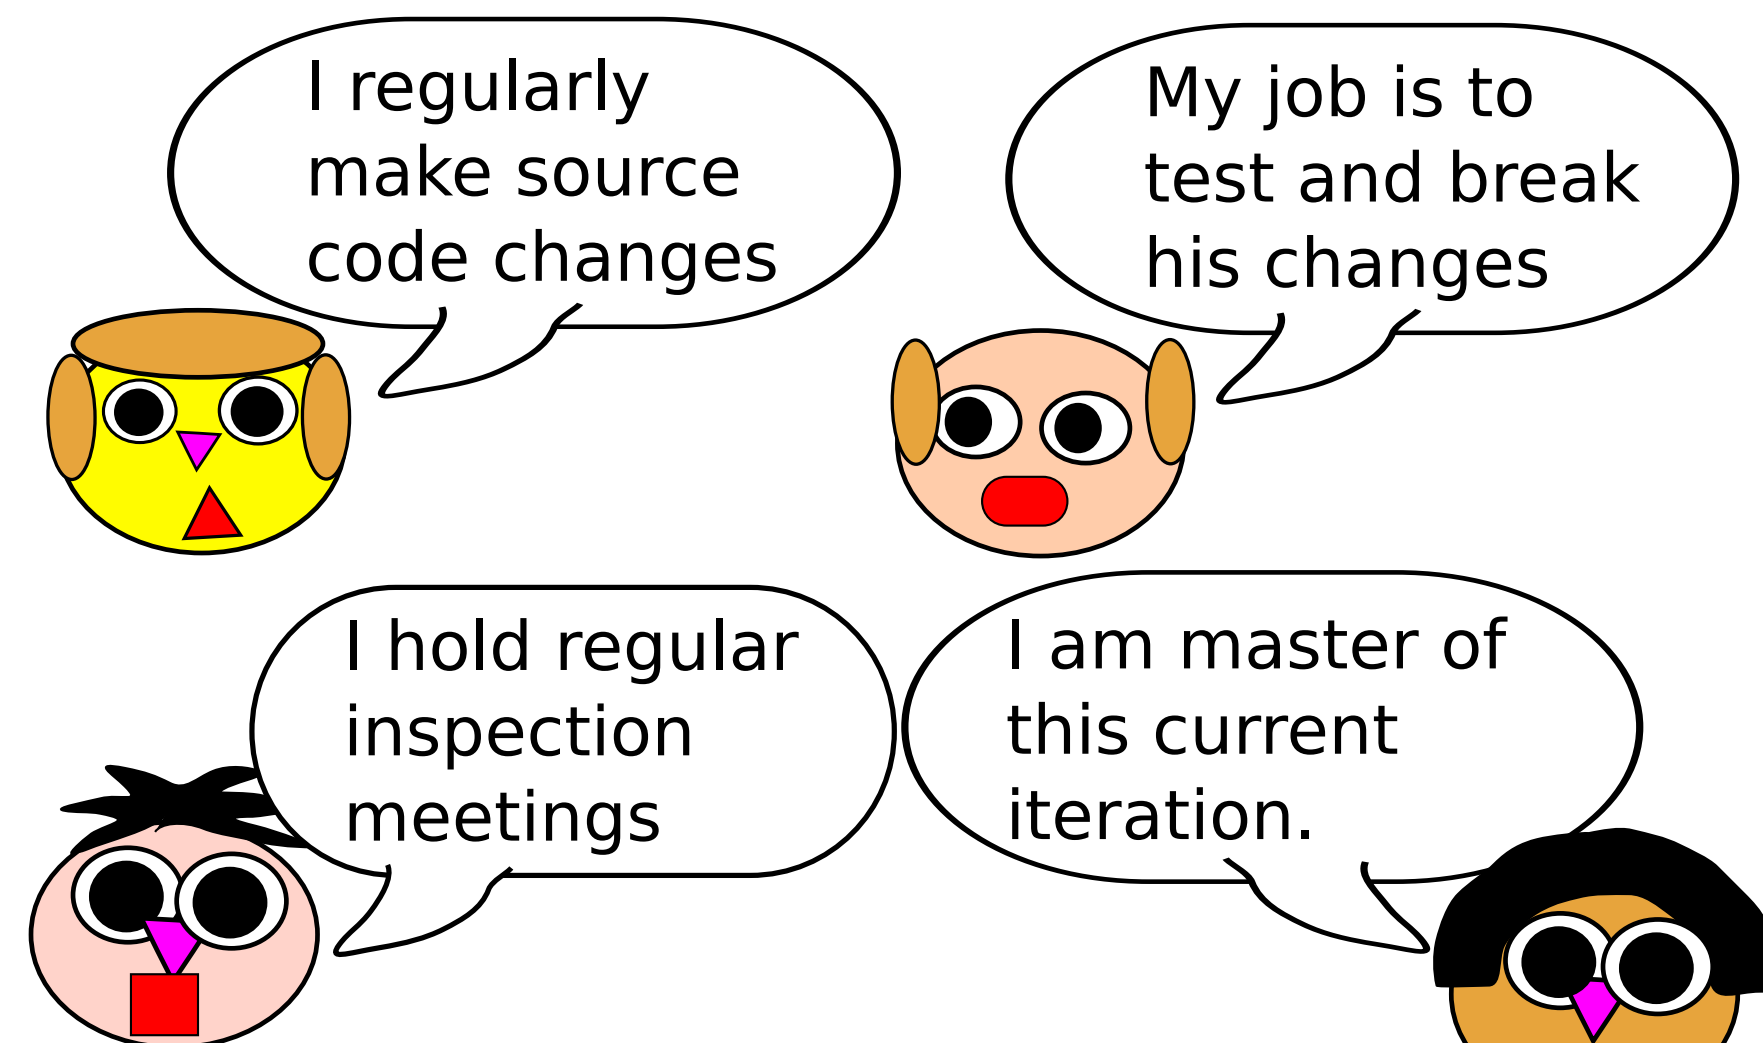 I regularly
make source
code changes
My job is to
test and break
his changes
I hold regular
inspection
meetings
I am master of
this current
iteration.